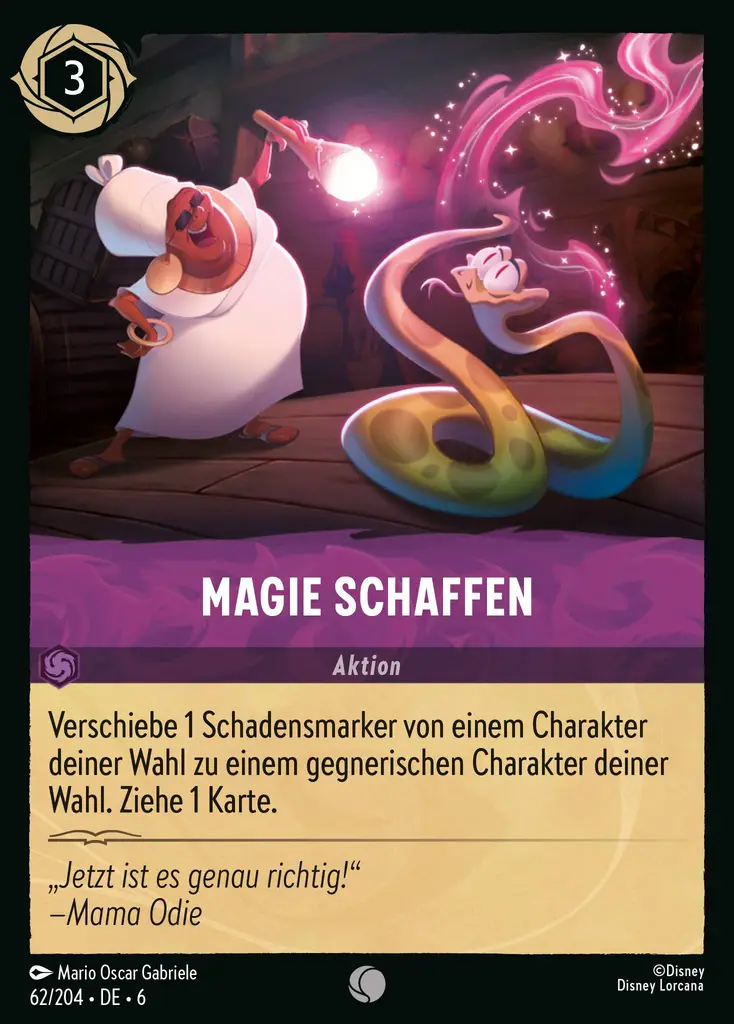 3
MAGIE SCHAFFEN
Aktion
Verschiebe 1 Schadensmarker von einem Charakter
deiner Wahl zu einem gegnerischen Charakter deiner
Wahl. Ziehe 1 Karte.
„Jetzt ist es genau richtig!“
–Mama Odie
Mario Oscar Gabriele
©Disney
62/204 • DE • 6
Disney Lorcana